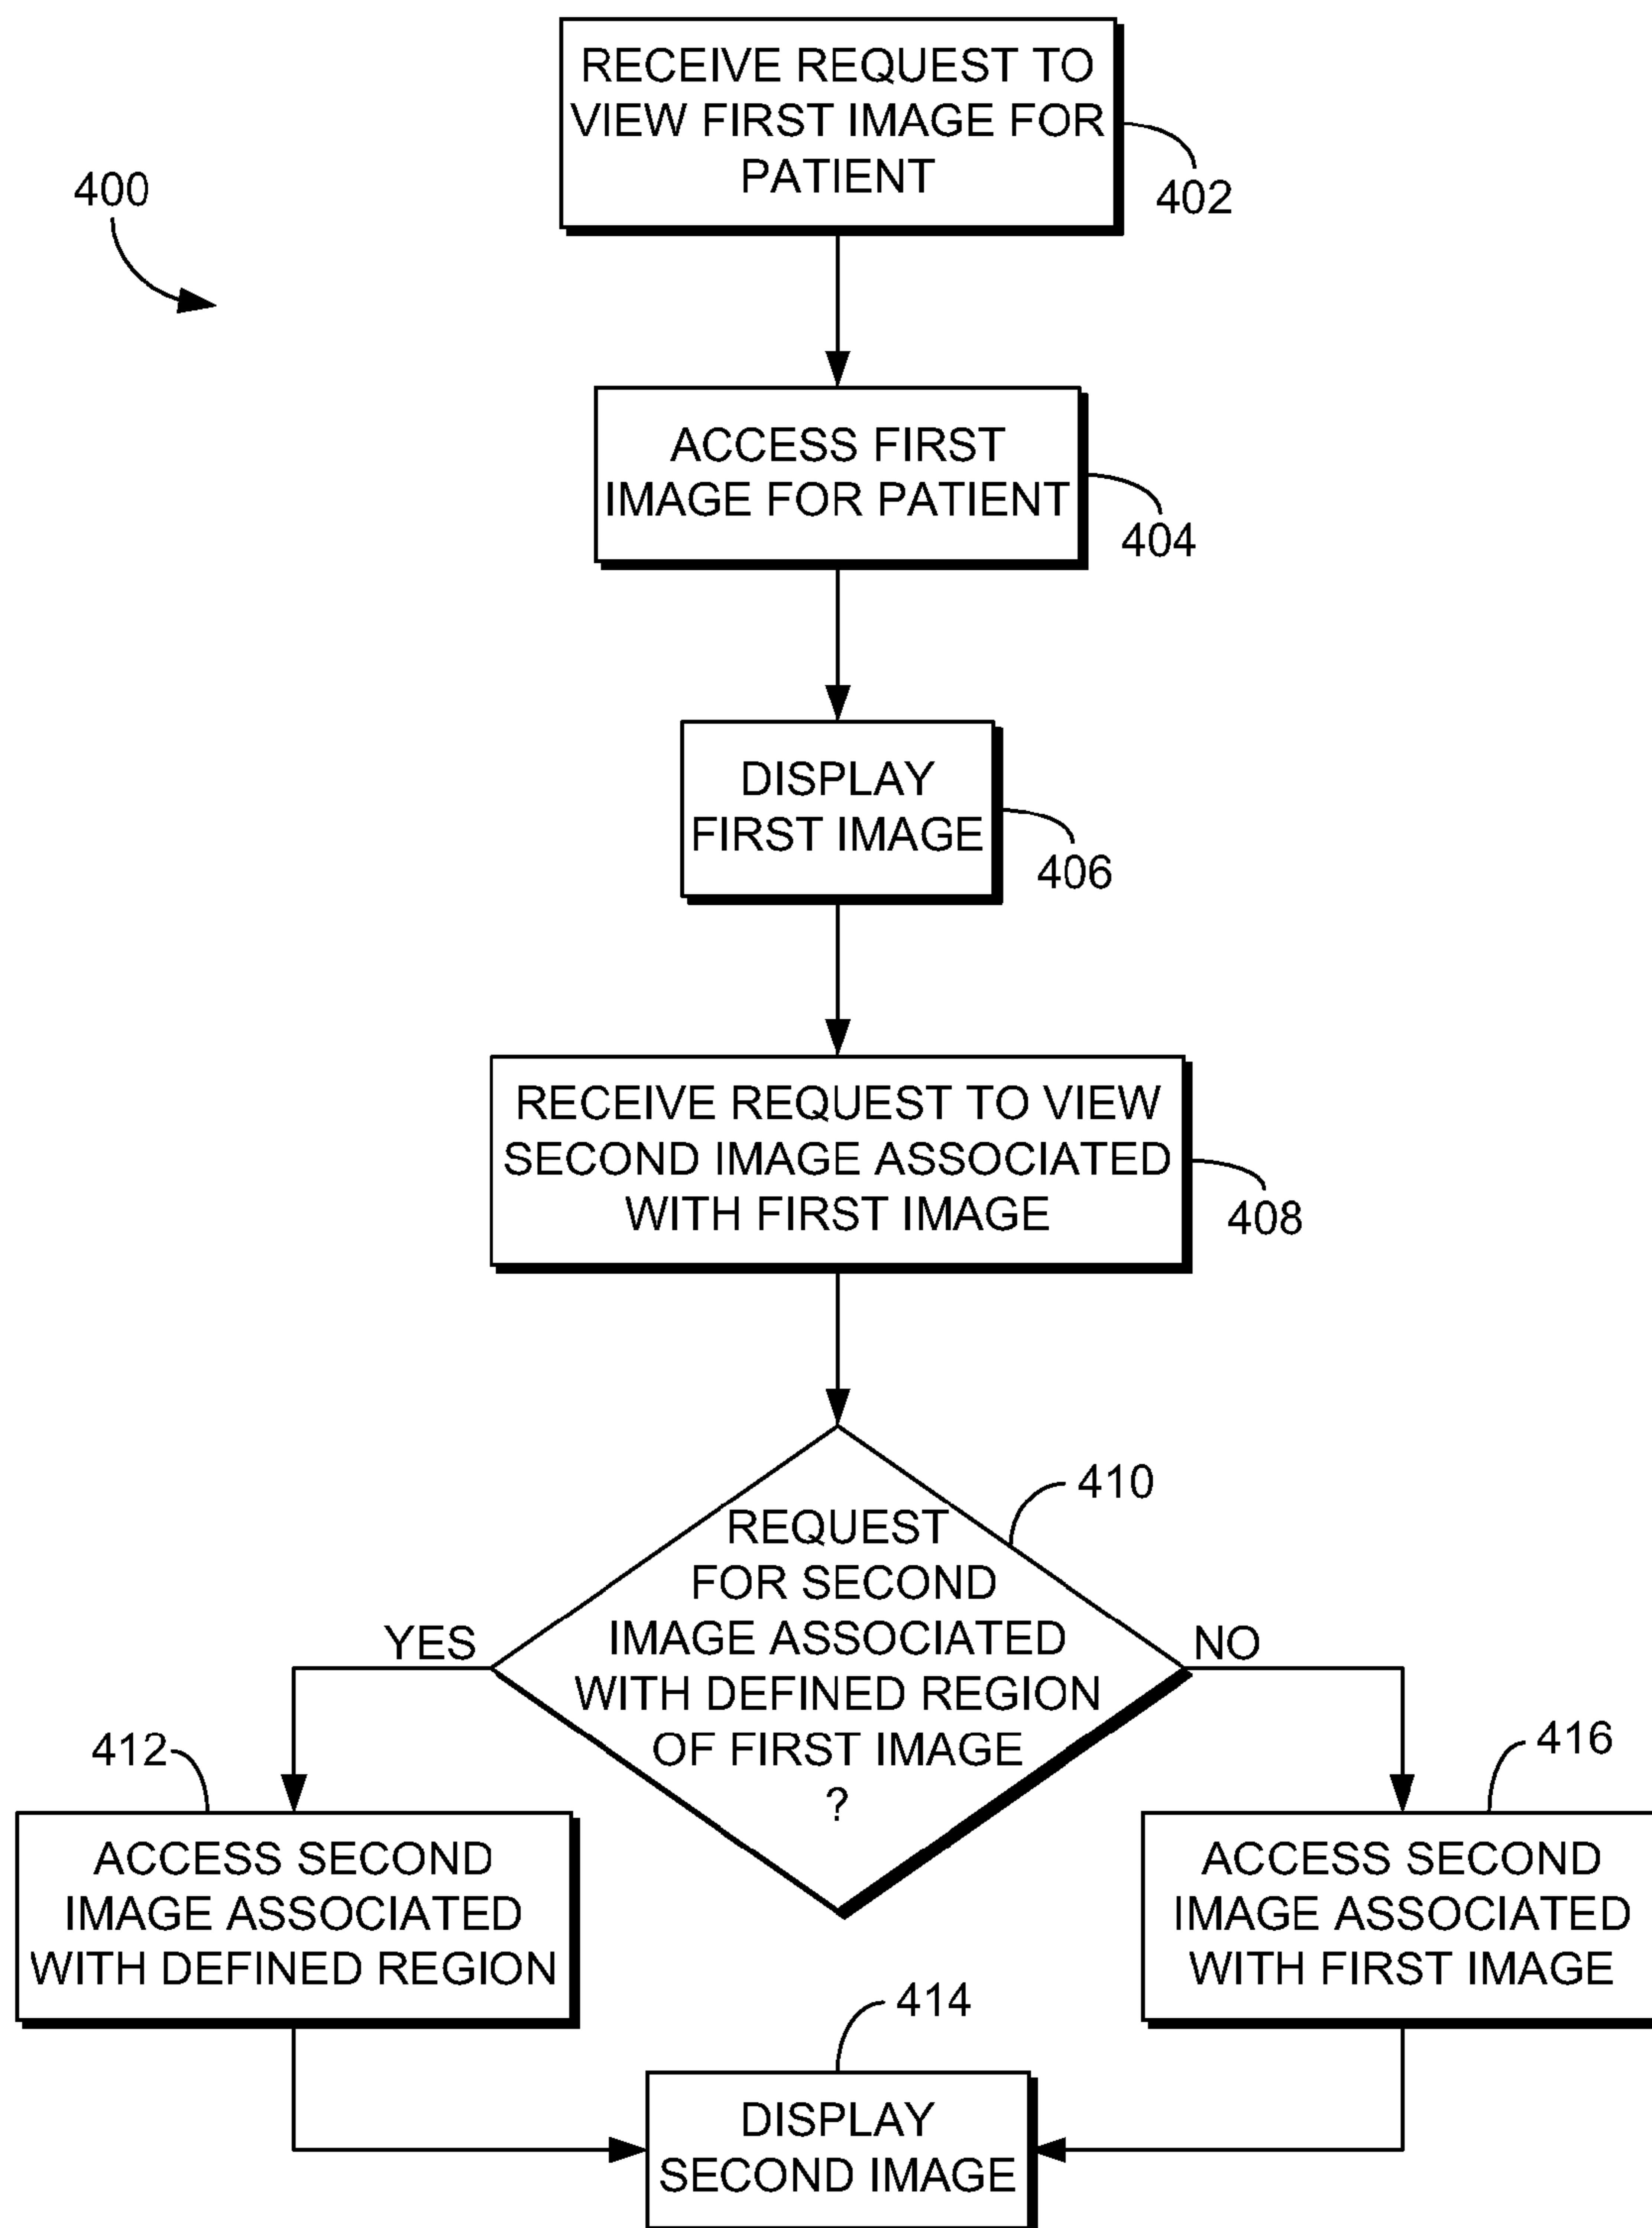 RECEIVE REQUEST TO
VIEW FIRST IMAGE FOR
PATIENT
402
400
ACCESS FIRST
IMAGE FOR PATIENT
404
DISPLAY
FIRST IMAGE
406
RECEIVE REQUEST TO VIEW
SECOND IMAGE ASSOCIATED
WITH FIRST IMAGE
408
410
REQUEST
FOR SECOND
IMAGE ASSOCIATED
WITH DEFINED REGION
OF FIRST IMAGE
?
YES
NO
412
ACCESS SECOND
IMAGE ASSOCIATED
WITH DEFINED REGION
416
ACCESS SECOND
IMAGE ASSOCIATED
WITH FIRST IMAGE
414
DISPLAY
SECOND IMAGE